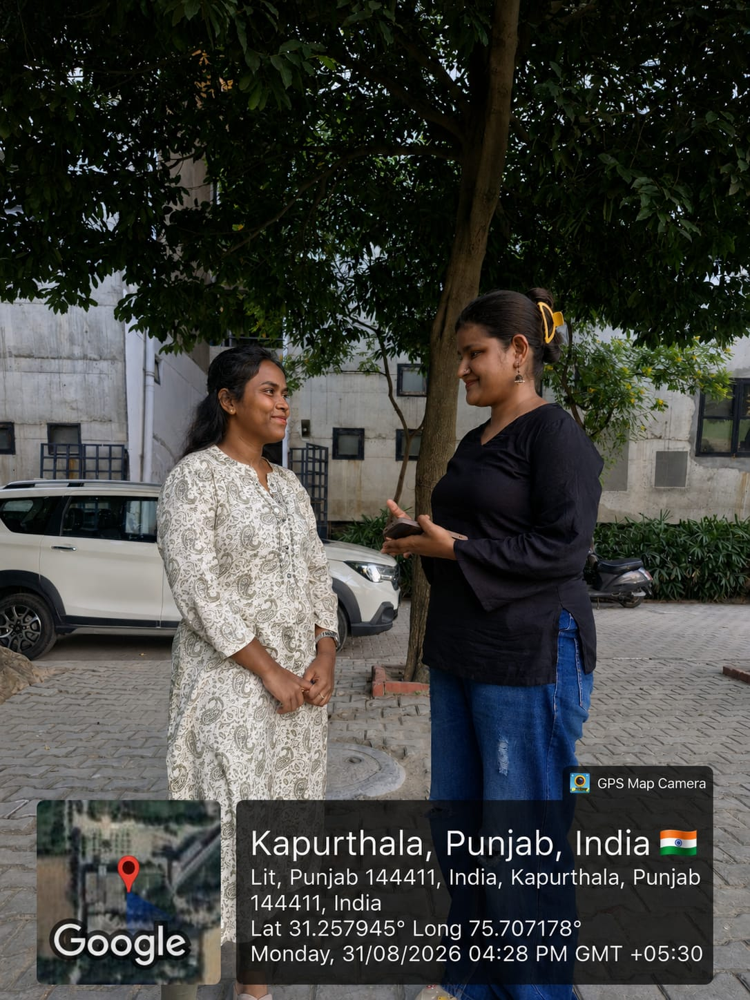 GPS Map Camera
Kapurthala, Punjab, India
Lit, Punjab 144411, India, Kapurthala, Punjab
144411, India
Lat 31.257945° Long 75.707178°
Monday, 31/08/2026 04:28 PM GMT +05:30
Google